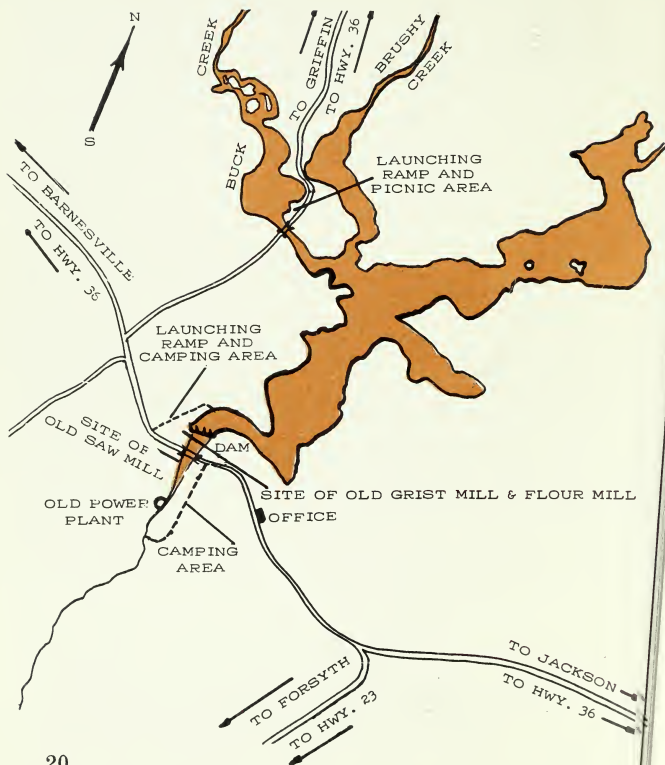 N
S
CREEK
BUCK
TO GRIFFIN
TO HWY. 36
BRUSHY
CREEK
LAUNCHING
RAMP AND
PICNIC AREA
TO BARNESVILLE
TO HWY. 36
LAUNCHING
RAMP AND
CAMPING AREA
SITE OF
OLD SAW MILL
DAM
SITE OF OLD GRIST MILL & FLOUR MILL
OLD POWER
PLANT
OFFICE
CAMPING
AREA
TO JACKSON
TO HWY. 36
TO FORSYTH
TO HWY. 23
20